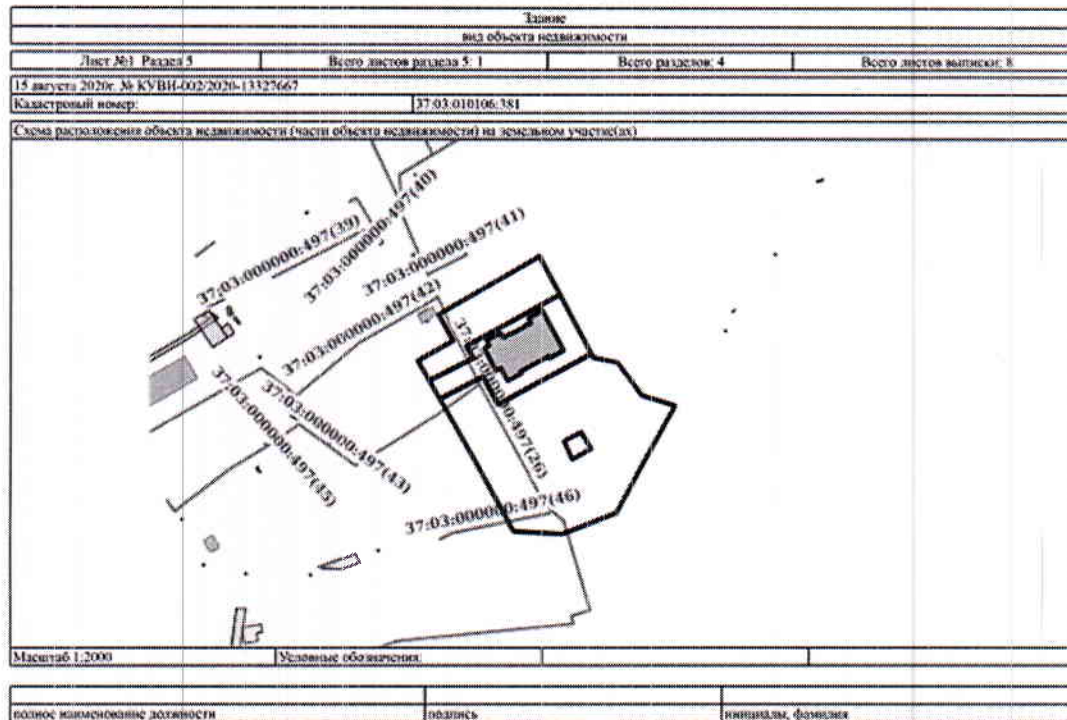 Здание
вид объекта недвижимости
Лист №1 Раздел 5 Всего листов раздела 5: 1 Всего разделов: 4 Всего листов выписки: 8
15 августа 2020г. № КУВИ-002/2020-13327667
Кадастровый номер: 37:03:010106:381
Схема расположения объекта недвижимости (части объекта недвижимости) на земельном участке(ах)
37:03:000000:497(40)
37:03:000000:497(39)
37:03:000000:497(41)
37:03:000000:497(42)
37:03:000000:497(26)
37:03:000000:497(43)
37:03:000000:497(45)
37:03:000000:497(46)
Масштаб 1:2000 Условные обозначения:
полное наименование должности подпись инициалы, фамилия